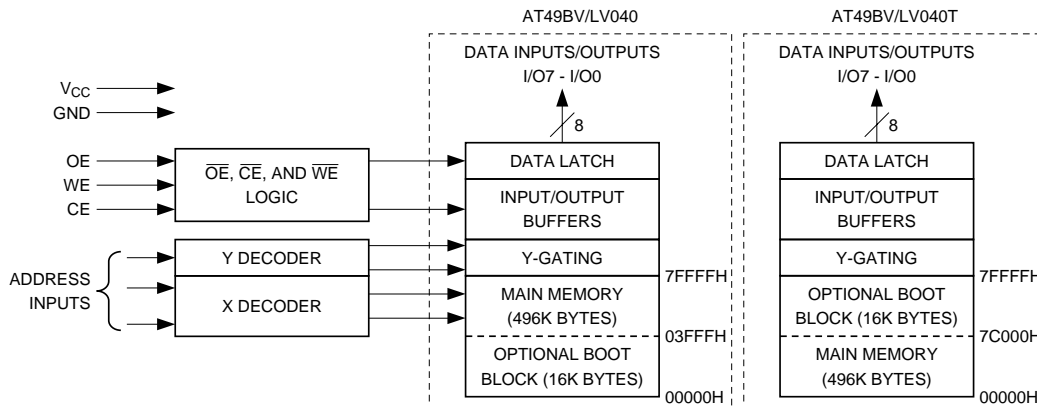 AT49BV/LV040
AT49BV/LV040T
DATA INPUTS/OUTPUTS
I/O7 - I/O0
DATA INPUTS/OUTPUTS
I/O7 - I/O0
VCC
GND
8
8
OE
WE
CE
OE, CE, AND WE
LOGIC
DATA LATCH
INPUT/OUTPUT
BUFFERS
Y-GATING
DATA LATCH
INPUT/OUTPUT
BUFFERS
Y-GATING
ADDRESS
INPUTS
Y DECODER
X DECODER
7FFFFH
MAIN MEMORY
(496K BYTES)
03FFFH
OPTIONAL BOOT
BLOCK (16K BYTES)
00000H
7FFFFH
OPTIONAL BOOT
BLOCK (16K BYTES)
7C000H
MAIN MEMORY
(496K BYTES)
00000H